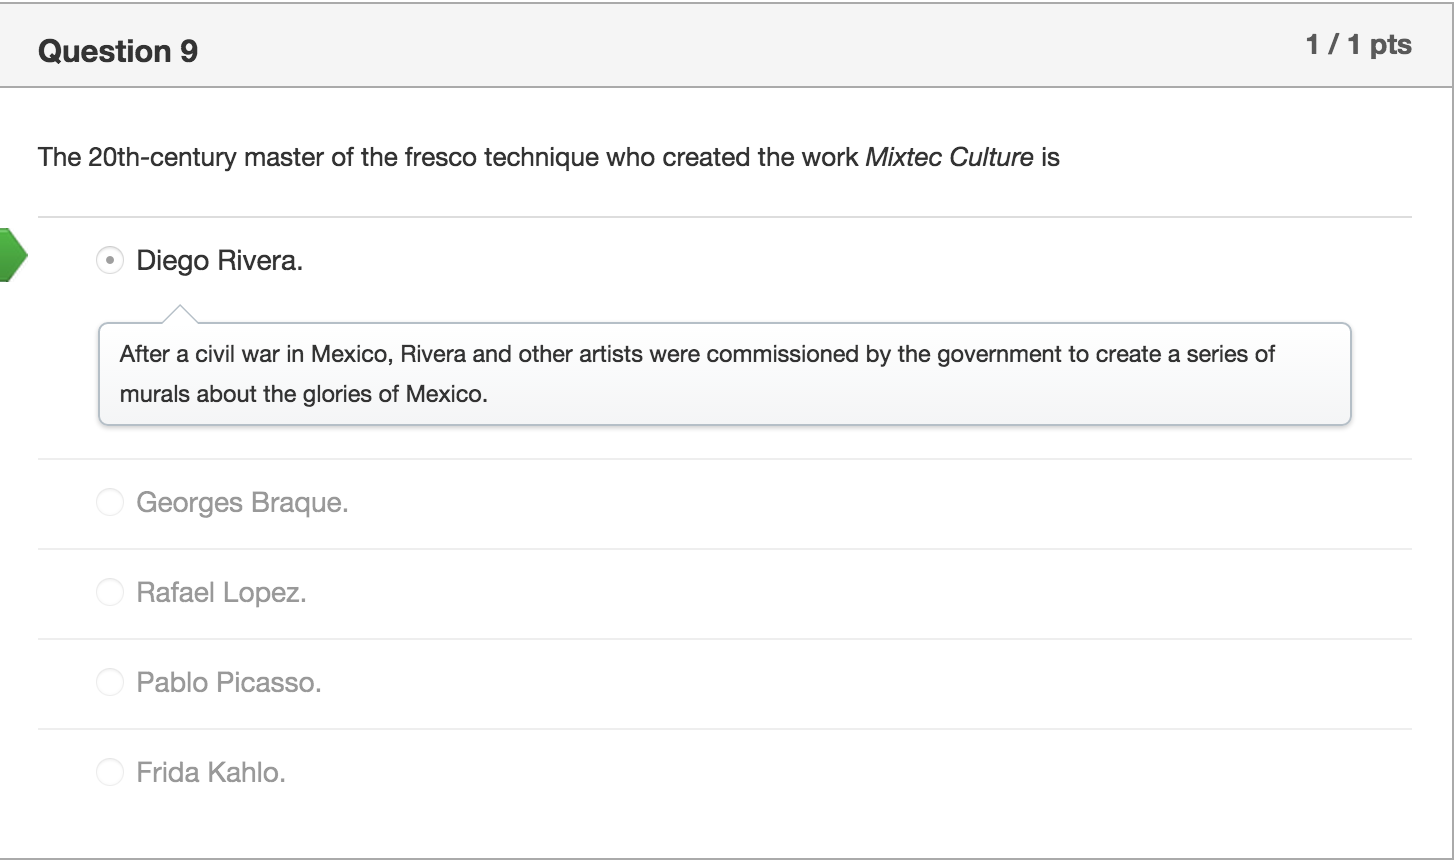 Question 9
1 / 1 pts
The 20th-century master of the fresco technique who created the work Mixtec Culture is
Diego Rivera.
After a civil war in Mexico, Rivera and other artists were commissioned by the government to create a series of
murals about the glories of Mexico.
Georges Braque.
Rafael Lopez.
Pablo Picasso.
Frida Kahlo.